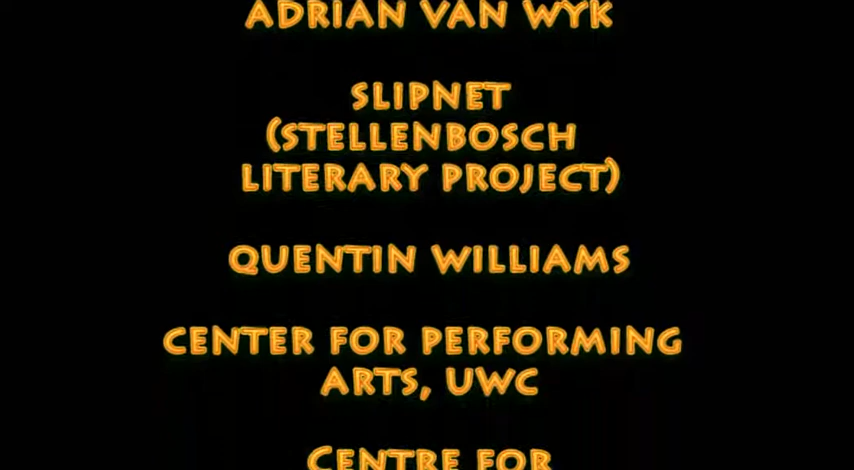 ADRIAN VAN WYK
SLIPNET
(STELLENBOSCH
LITERARY PROJECT)
QUENTIN WILLIAMS
CENTER FOR PERFORMING
ARTS, UWC
CENTRE FOR